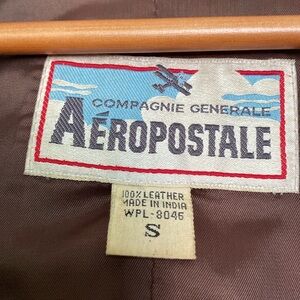 COMPAGNIE GENERALE
AÉROPOSTALE
100% LEATHER
MADE IN INDIA
WPL-8046
S